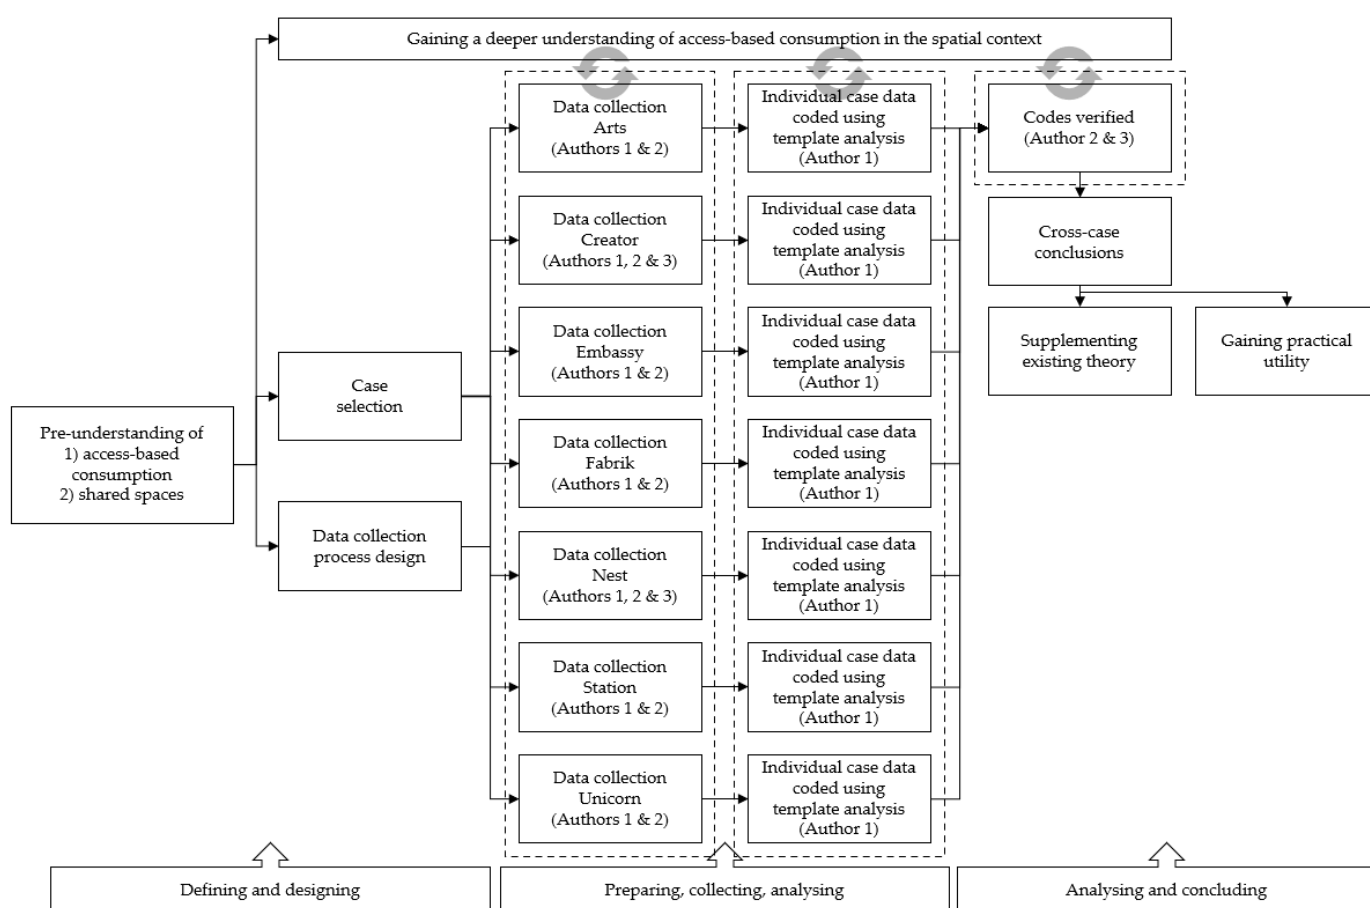 Gaining a deeper understanding of access-based consumption in the spatial context
Pre-understanding of
1) access-based
consumption
2) shared spaces
Case
selection
Data collection
process design
Data collection
Arts
(Authors 1 & 2)
Individual case data
coded using
template analysis
(Author 1)
Data collection
Creator
(Authors 1, 2 & 3)
Individual case data
coded using
template analysis
(Author 1)
Data collection
Embassy
(Authors 1 & 2)
Individual case data
coded using
template analysis
(Author 1)
Data collection
Fabrik
(Authors 1 & 2)
Individual case data
coded using
template analysis
(Author 1)
Data collection
Nest
(Authors 1, 2 & 3)
Individual case data
coded using
template analysis
(Author 1)
Data collection
Station
(Authors 1 & 2)
Individual case data
coded using
template analysis
(Author 1)
Data collection
Unicorn
(Authors 1 & 2)
Individual case data
coded using
template analysis
(Author 1)
Codes verified
(Author 2 & 3)
Cross-case
conclusions
Supplementing
existing theory
Gaining practical
utility
Defining and designing
Preparing, collecting, analysing
Analysing and concluding